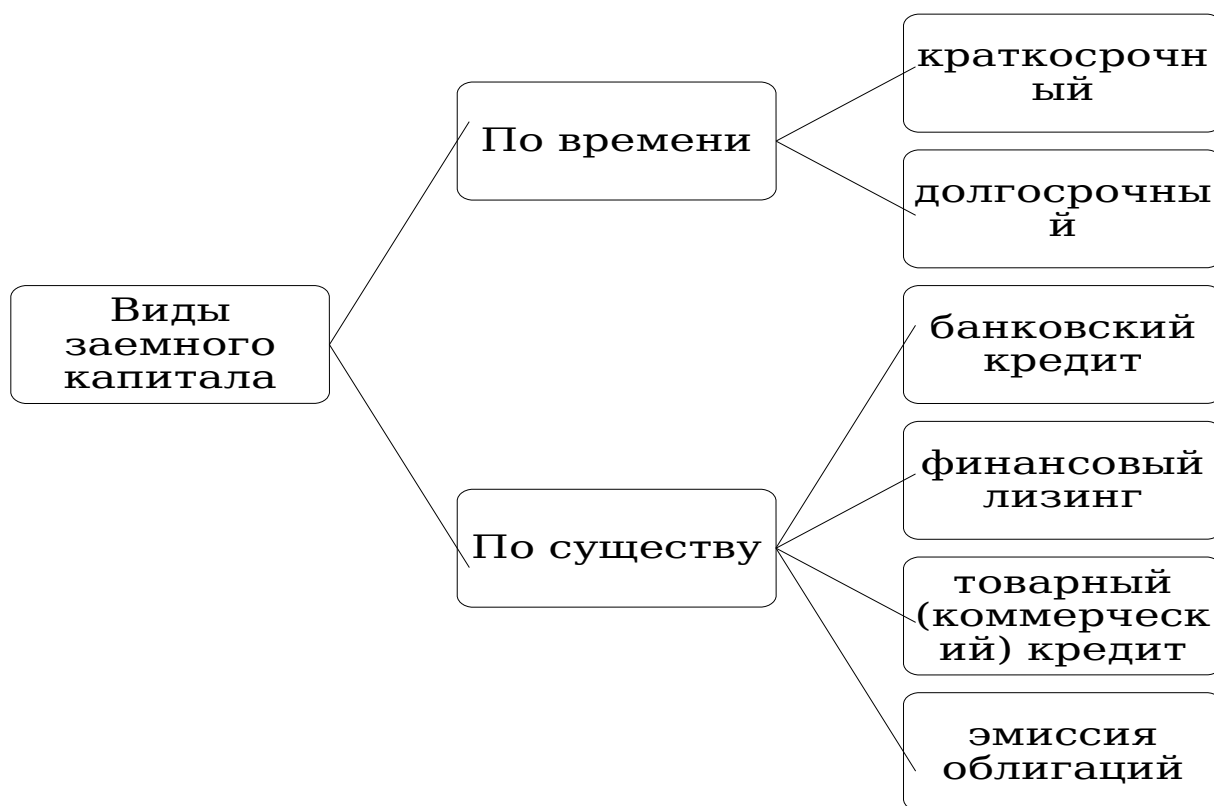 Виды
заемного
капитала
По времени
краткосрочн
ый
долгосрочны
й
По существу
банковский
кредит
финансовый
лизинг
товарный
(коммерческ
ий) кредит
эмиссия
облигаций